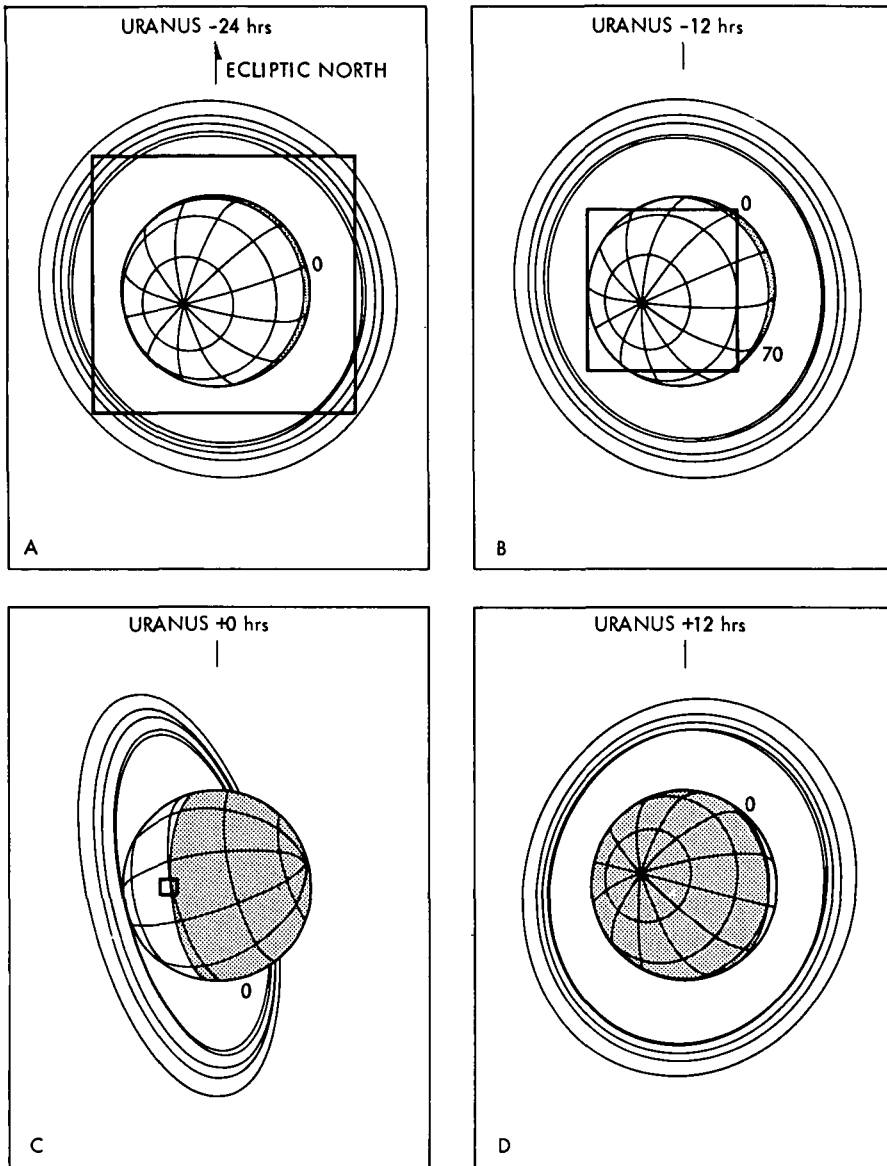 URANUS -24 hrs
ECLIPTIC NORTH
0
A
URANUS -12 hrs
0
70
B
URANUS +0 hrs
0
C
URANUS +12 hrs
0
D